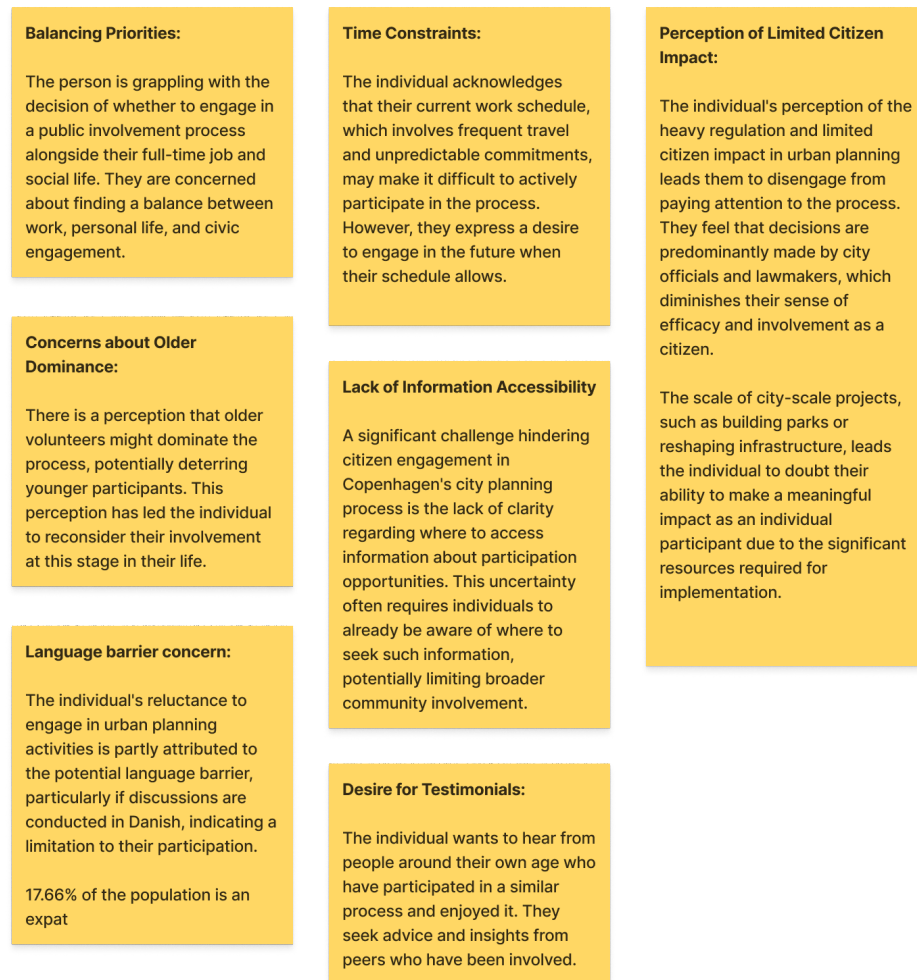 Balancing Priorities:
The person is grappling with the
decision of whether to engage in
a public involvement process
alongside their full-time job and
social life. They are concerned
about finding a balance between
work, personal life, and civic
engagement.
Concerns about Older
Dominance:
There is a perception that older
volunteers might dominate the
process, potentially deterring
younger participants. This
perception has led the individual
to reconsider their involvement
at this stage in their life.
Language barrier concern:
The individual's reluctance to
engage in urban planning
activities is partly attributed to
the potential language barrier,
particularly if discussions are
conducted in Danish, indicating a
limitation to their participation.
17.66% of the population is an
expat
Time Constraints:
The individual acknowledges
that their current work schedule,
which involves frequent travel
and unpredictable commitments,
may make it difficult to actively
participate in the process.
However, they express a desire
to engage in the future when
their schedule allows.
Lack of Information Accessibility
A significant challenge hindering
citizen engagement in
Copenhagen's city planning
process is the lack of clarity
regarding where to access
information about participation
opportunities. This uncertainty
often requires individuals to
already be aware of where to
seek such information,
potentially limiting broader
community involvement.
Desire for Testimonials:
The individual wants to hear from
people around their own age who
have participated in a similar
process and enjoyed it. They
seek advice and insights from
peers who have been involved.
Perception of Limited Citizen
Impact:
The individual's perception of the
heavy regulation and limited
citizen impact in urban planning
leads them to disengage from
paying attention to the process.
They feel that decisions are
predominantly made by city
officials and lawmakers, which
diminishes their sense of
efficacy and involvement as a
citizen.
The scale of city-scale projects,
such as building parks or
reshaping infrastructure, leads
the individual to doubt their
ability to make a meaningful
impact as an individual
participant due to the significant
resources required for
implementation.